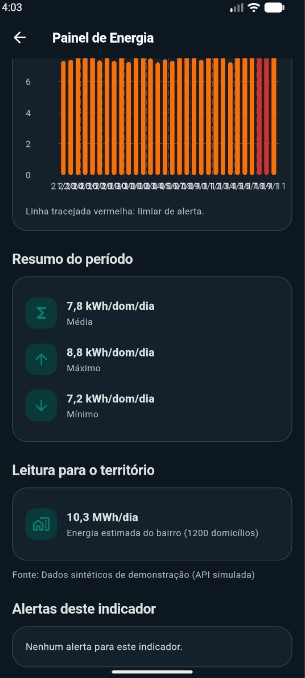 4:03
Painel de Energia
6
4
2
0
Linha tracejada vermelha: limiar de alerta.
Resumo do período
7,8 kWh/dom/dia
Média
8,8 kWh/dom/dia
Máximo
7,2 kWh/dom/dia
Mínimo
Leitura para o território
10,3 MWh/dia
Energia estimada do bairro (1200 domicílios)
Fonte: Dados sintéticos de demonstração (API simulada)
Alertas deste indicador
Nenhum alerta para este indicador.